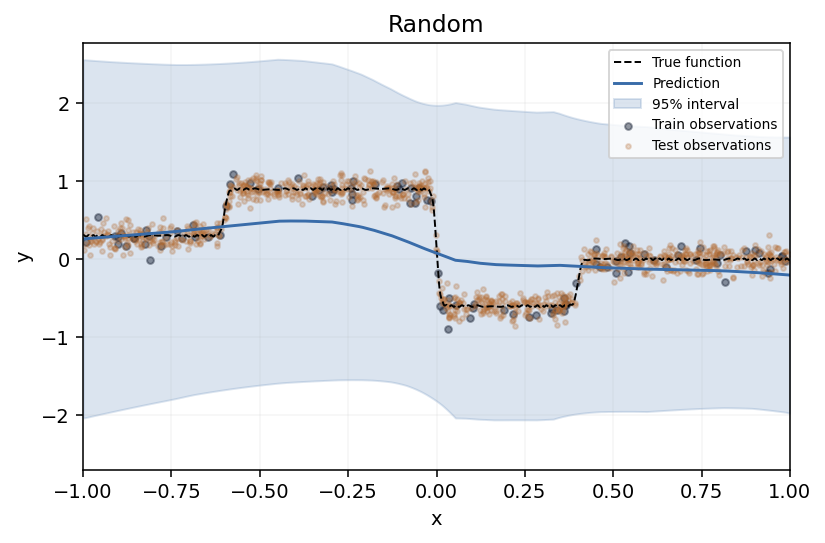 Random
True function
Prediction
95% interval
Train observations
Test observations
y
2
1
0
−1
−2
−1.00 −0.75 −0.50 −0.25 0.00 0.25 0.50 0.75 1.00
x